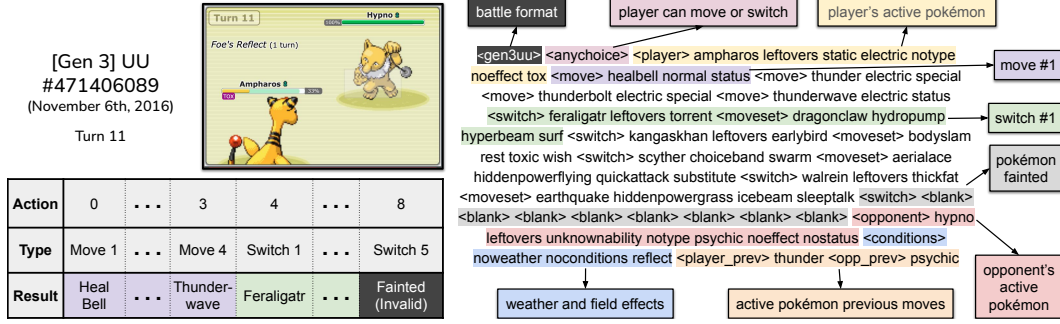 [Gen 3] UU
#471406089
(November 6th, 2016)
Turn 11
Turn 11
Hypno 8
100%
Foe's Reflect (1 turn)
Ampharos 8
TOX
33%
Action 0 ... 3 4 ... 8
Type Move 1 ... Move 4 Switch 1 ... Switch 5
Result Heal Bell ... Thunder-wave Feraligatr ... Fainted (Invalid)
battle format
player can move or switch
player's active pokémon
<gen3uu> <anychoice> <player> ampharos leftovers static electric notype
noeffect tox <move> healbell normal status <move> thunder electric special
<move> thunderbolt electric special <move> thunderwave electric status
<switch> feraligatr leftovers torrent <moveset> dragonclaw hydropump
hyperbeam surf <switch> kangaskhan leftovers earlybird <moveset> bodyslam
rest toxic wish <switch> scyther choiceband swarm <moveset> aerialace
hiddenpowerflying quickattack substitute <switch> walrein leftovers thickfat
<moveset> earthquake hiddenpowergrass icebeam sleeptalk <switch> <blank>
<blank> <blank> <blank> <blank> <blank> <blank> <blank> <opponent> hypno
leftovers unknownability notype psychic noeffect nostatus <conditions>
noweather noconditions reflect <player_prev> thunder <opp_prev> psychic
move #1
switch #1
pokémon
fainted
opponent's
active
pokémon
weather and field effects
active pokémon previous moves